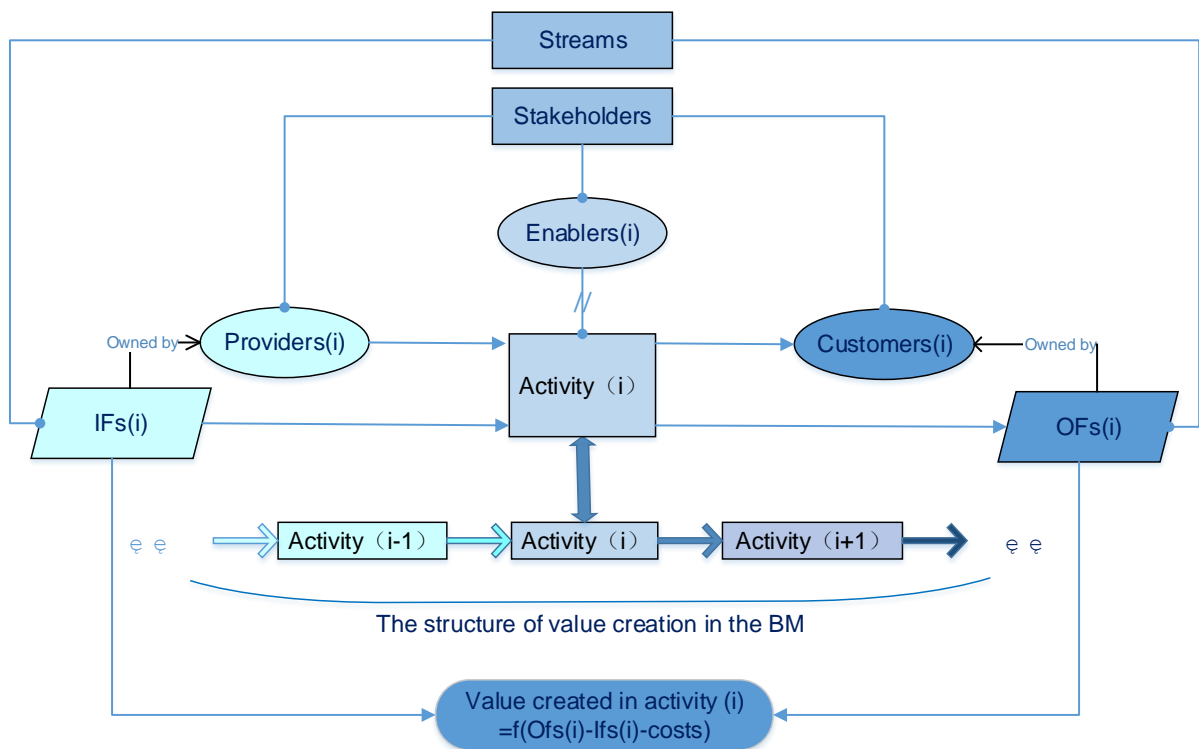 Streams
Stakeholders
Enablers(i)
//
Owned by
Providers(i)
Customers(i)
Owned by
Activity（i）
IFs(i)
OFs(i)
ę ę
Activity（i-1）
Activity（i）
Activity（i+1）
ę ę
The structure of value creation in the BM
Value created in activity (i)
=f(Ofs(i)-Ifs(i)-costs)